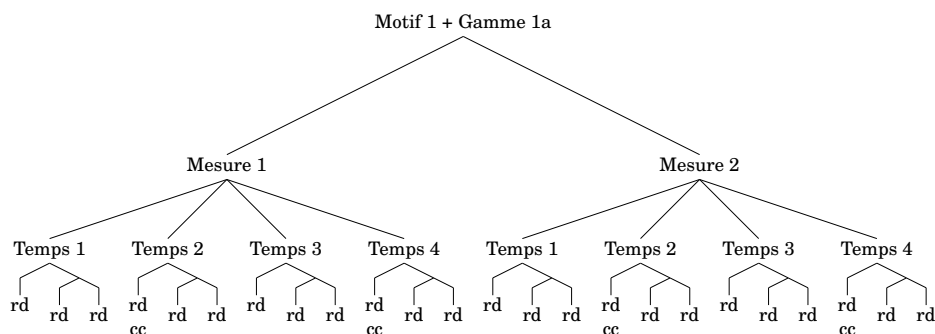 Motif 1 + Gamme 1a
Mesure 1 Mesure 2
Temps 1 Temps 2 Temps 3 Temps 4 Temps 1 Temps 2 Temps 3 Temps 4
rd rd rd rd rd rd rd rd
rd rd rd rd rd rd rd rd rd rd rd rd rd rd rd rd
cc cc cc cc